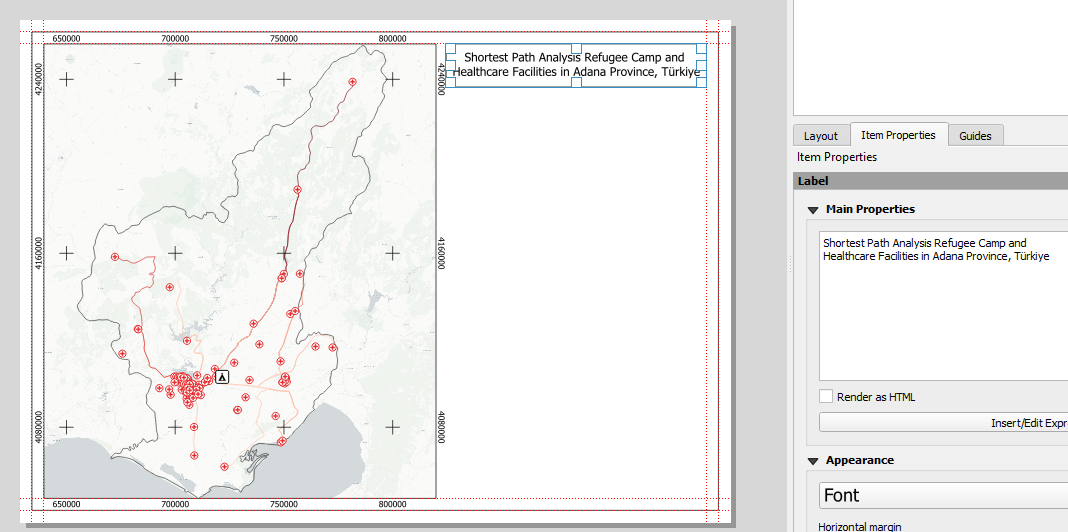 650000 700000 750000 800000
4240000
4160000
4080000
4240000
4160000
4080000
650000 700000 750000 800000
Shortest Path Analysis Refugee Camp and
Healthcare Facilities in Adana Province, Türkiye
Layout Item Properties Guides
Item Properties
Label
Main Properties
Shortest Path Analysis Refugee Camp and
Healthcare Facilities in Adana Province, Türkiye
Render as HTML
Insert/Edit Expre
Appearance
Font
Horizontal margin